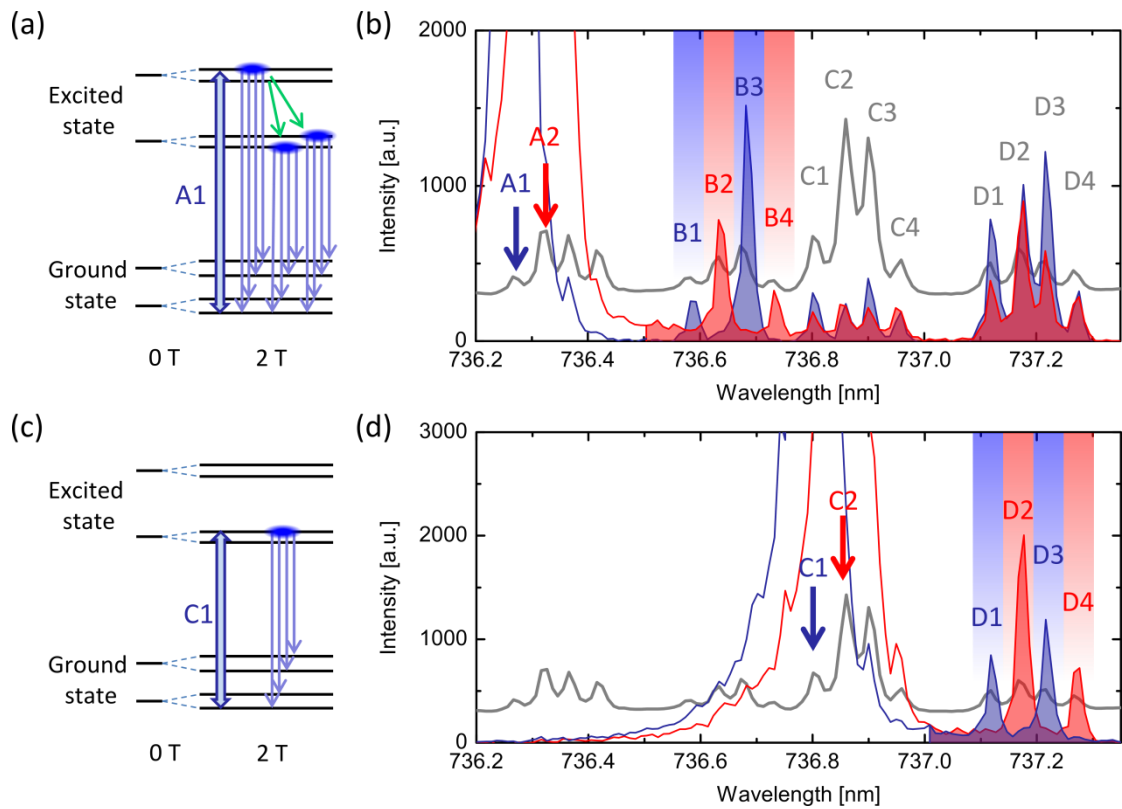 (a)
Excited
state
A1
Ground
state
0 T
2 T
(b)
2000
1000
0
Intensity [a.u.]
A1
A2
B1
B2
B3
B4
C1
C2
C3
C4
D1
D2
D3
D4
736.2
736.4
736.6
736.8
737.0
737.2
Wavelength [nm]
(c)
Excited
state
C1
Ground
state
0 T
2 T
(d)
3000
2000
1000
0
Intensity [a.u.]
C1
C2
D1
D2
D3
D4
736.2
736.4
736.6
736.8
737.0
737.2
Wavelength [nm]